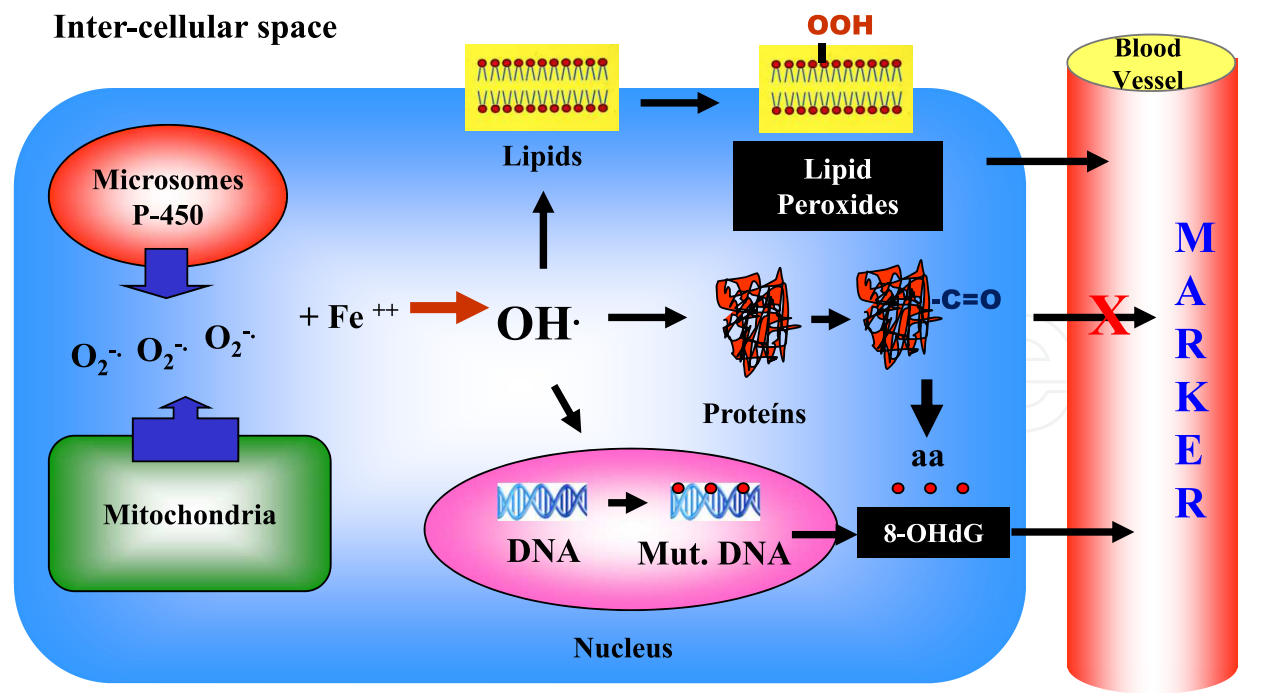 Inter-cellular space
OOH
Blood
Vessel
Lipids
Lipid
Peroxides
Microsomes
P-450
O2-· O2-· O2-·
+ Fe ++
OH·
-C=O
X
MARKER
Proteíns
aa
Mitochondria
DNA
Mut. DNA
8-OHdG
Nucleus